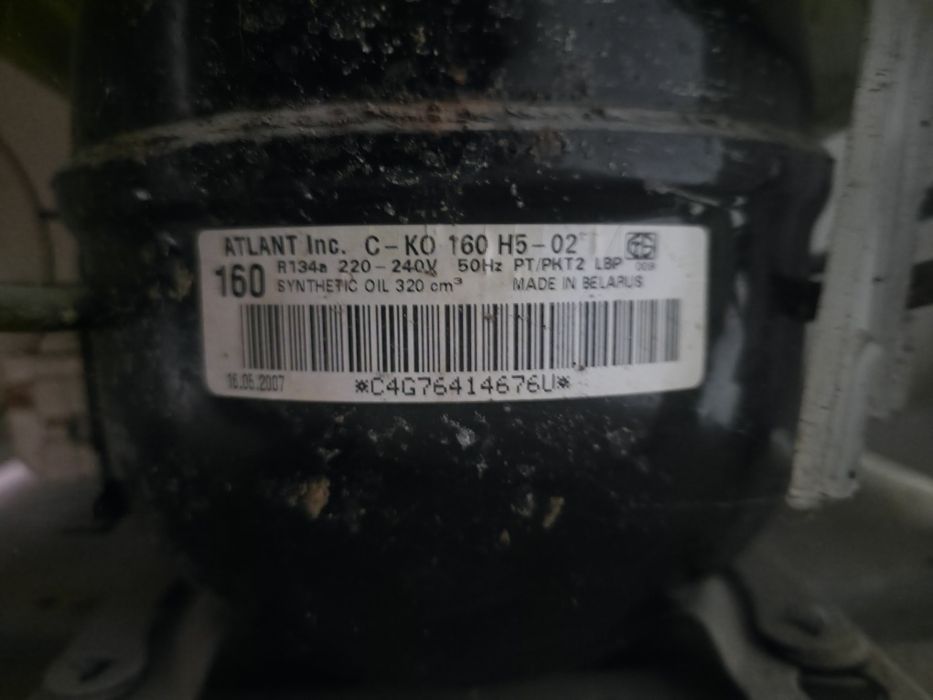 ATLANT Inc. C-KO 160 H5-02
160 R134a 220-240V 50Hz PT/PKT2 LBP 009
SYNTHETIC OIL 320 cm³ MADE IN BELARUS
16.05.2007 *C4G76414676U*